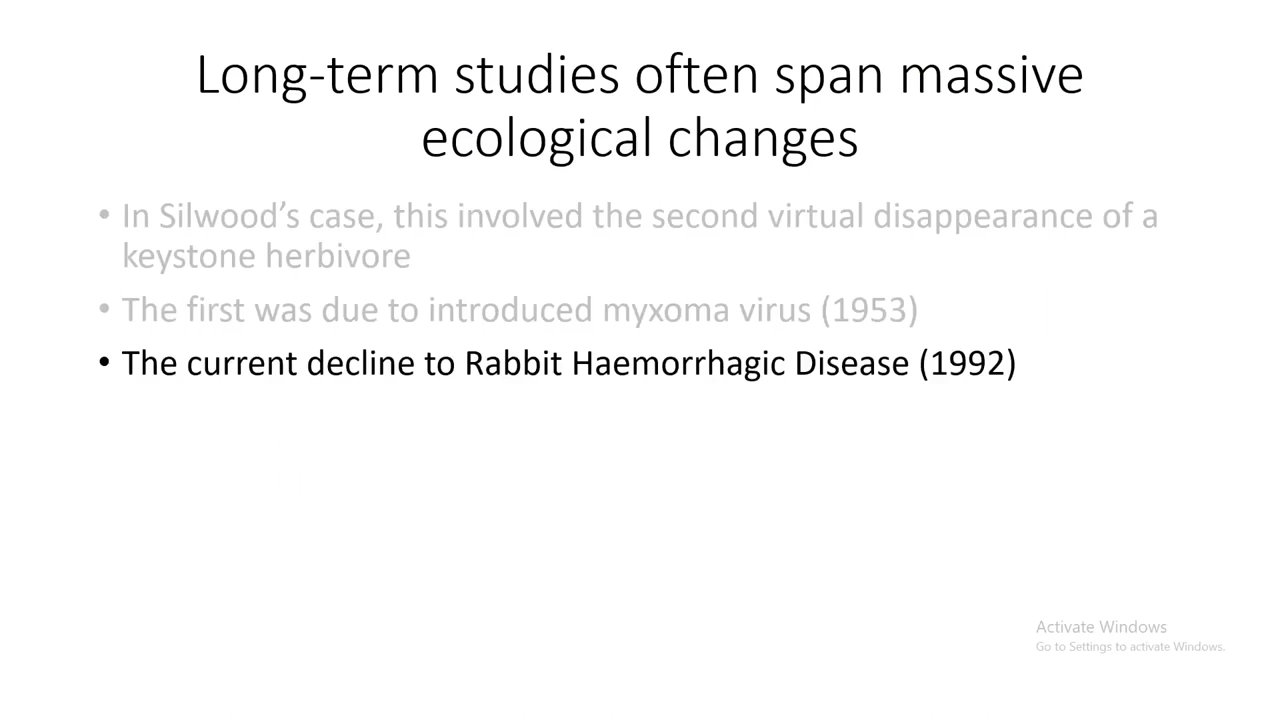 Long-term studies often span massive
ecological changes
• In Silwood’s case, this involved the second virtual disappearance of a
keystone herbivore
• The first was due to introduced myxoma virus (1953)
• The current decline to Rabbit Haemorrhagic Disease (1992)
Activate Windows
Go to Settings to activate Windows.